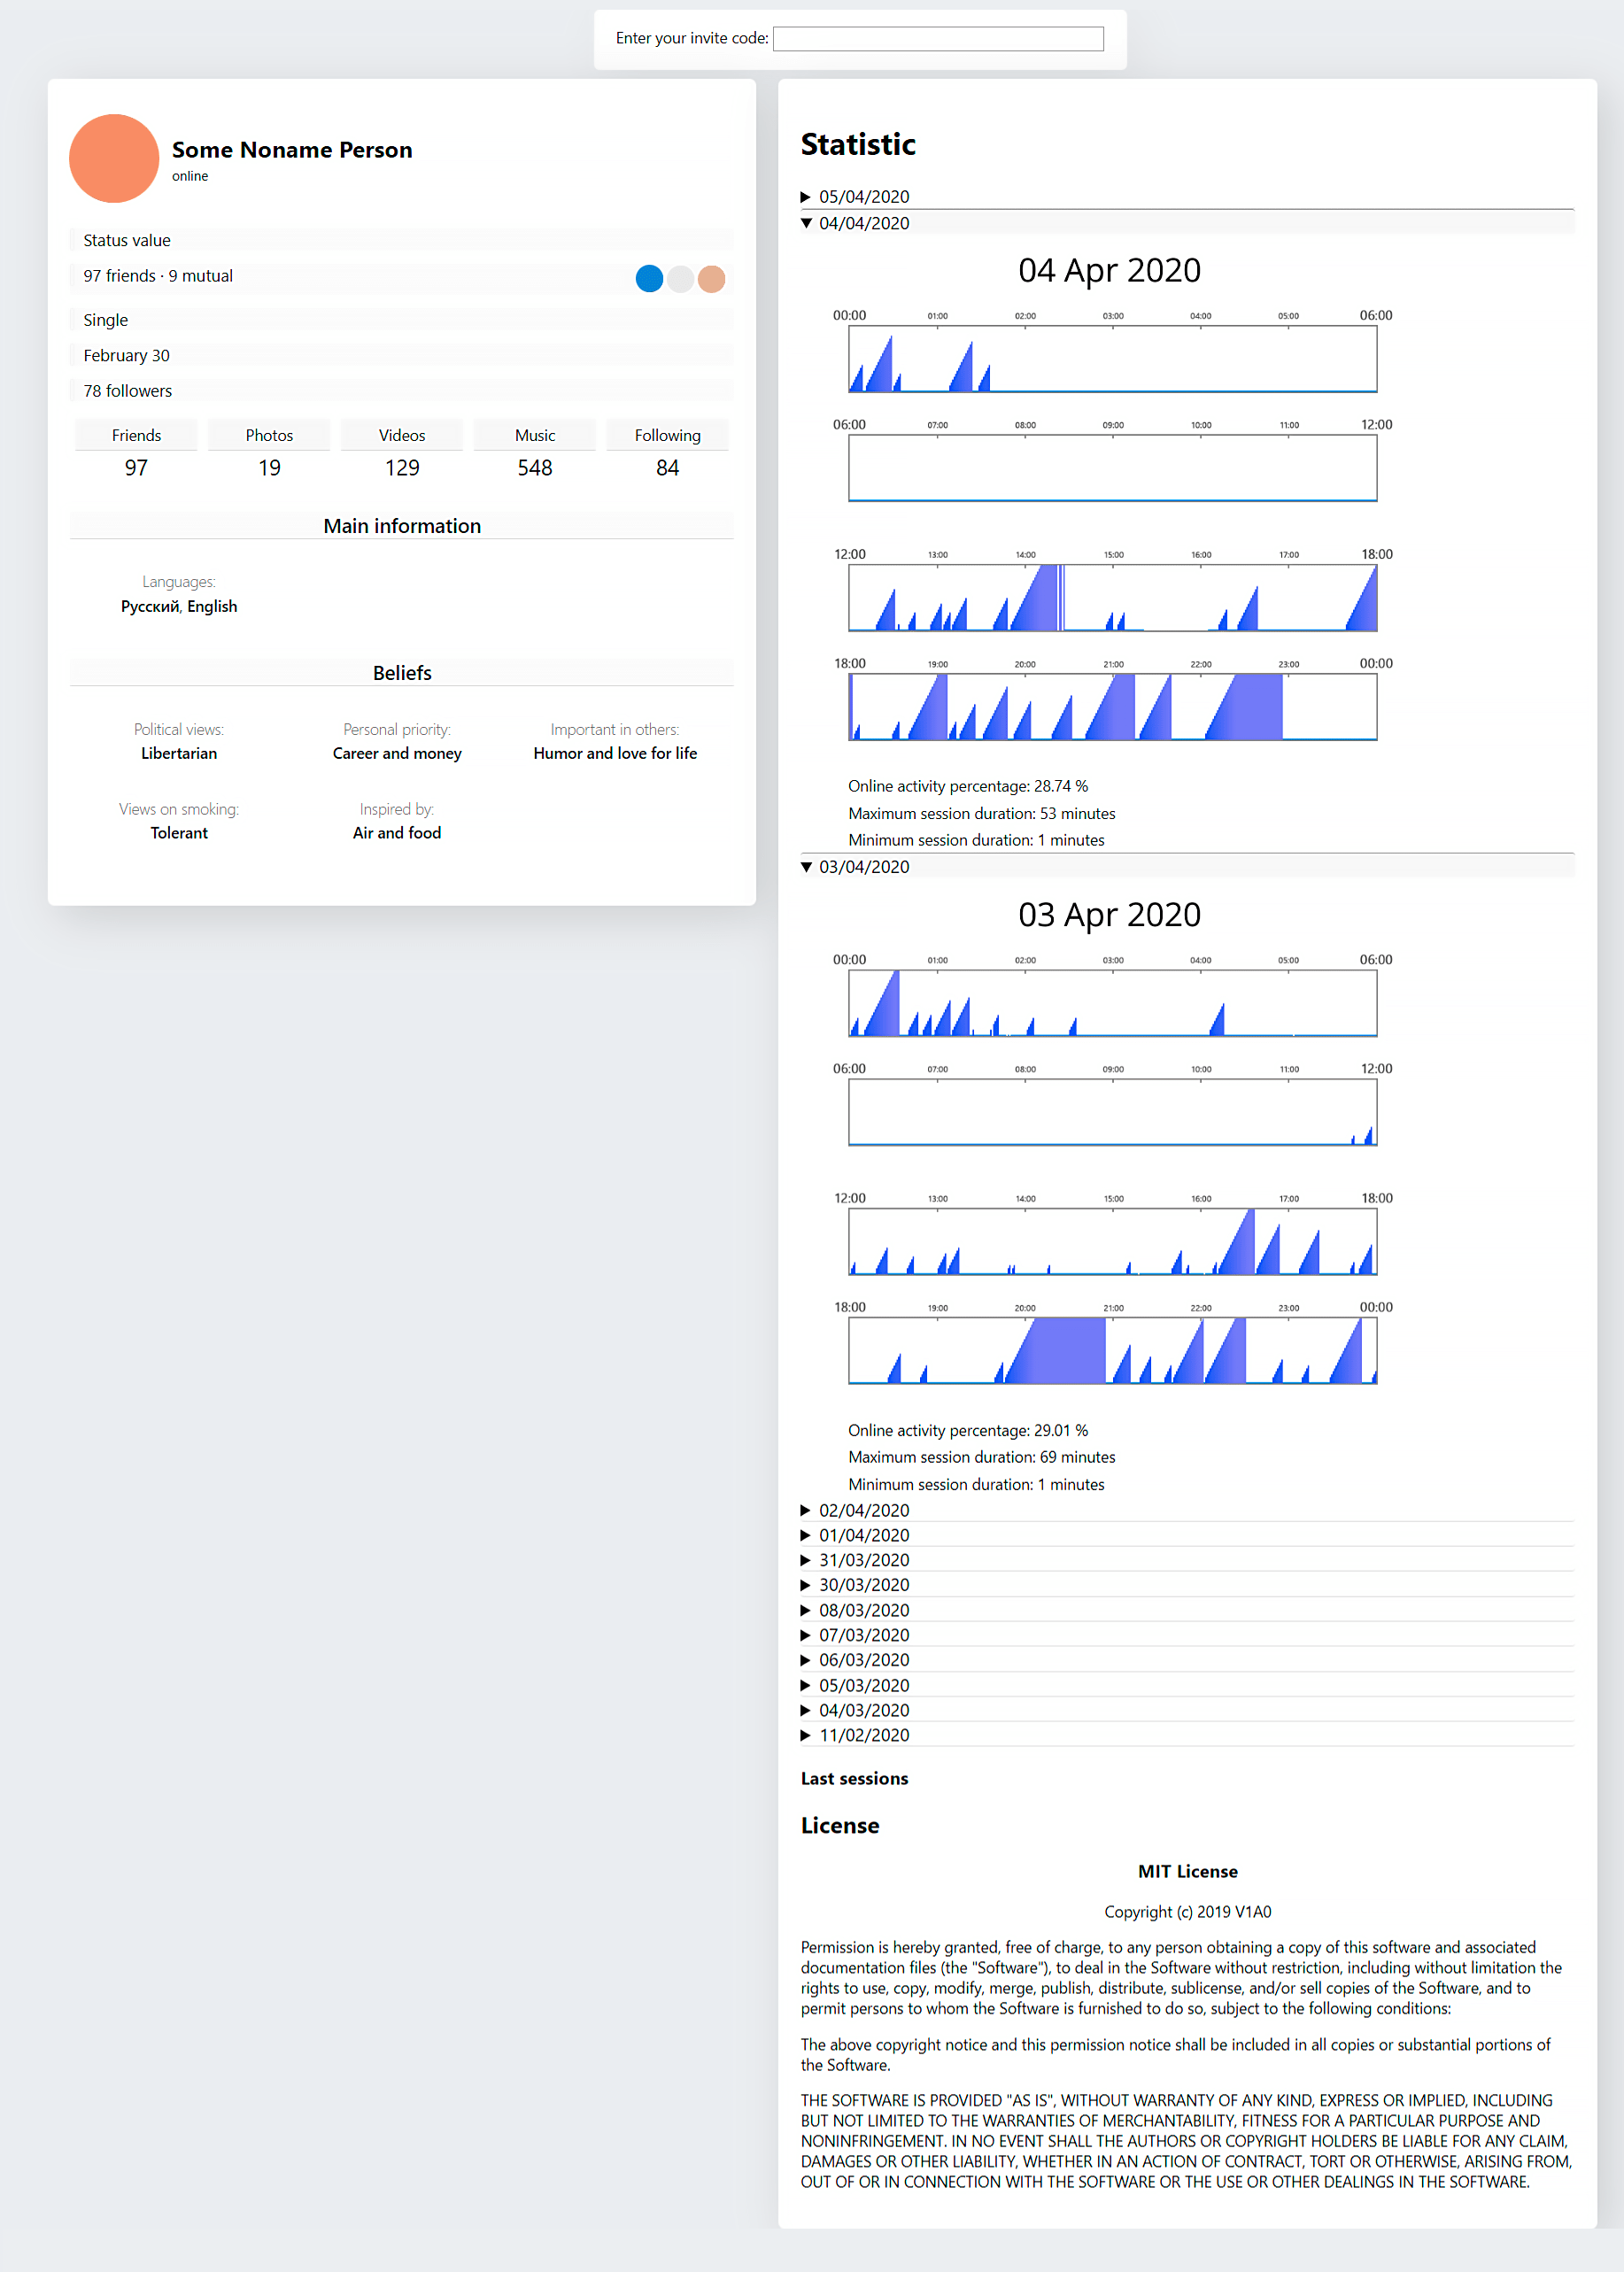 Enter your invite code:
Some Noname Person
online
Status value
97 friends · 9 mutual
Single
February 30
78 followers
Friends Photos Videos Music Following
97 19 129 548 84
Main information
Languages:
Русский, English
Beliefs
Political views: Personal priority: Important in others:
Libertarian Career and money Humor and love for life
Views on smoking: Inspired by:
Tolerant Air and food
Statistic
05/04/2020
04/04/2020
04 Apr 2020
00:00 01:00 02:00 03:00 04:00 05:00 06:00
06:00 07:00 08:00 09:00 10:00 11:00 12:00
12:00 13:00 14:00 15:00 16:00 17:00 18:00
18:00 19:00 20:00 21:00 22:00 23:00 00:00
Online activity percentage: 28.74 %
Maximum session duration: 53 minutes
Minimum session duration: 1 minutes
03/04/2020
03 Apr 2020
00:00 01:00 02:00 03:00 04:00 05:00 06:00
06:00 07:00 08:00 09:00 10:00 11:00 12:00
12:00 13:00 14:00 15:00 16:00 17:00 18:00
18:00 19:00 20:00 21:00 22:00 23:00 00:00
Online activity percentage: 29.01 %
Maximum session duration: 69 minutes
Minimum session duration: 1 minutes
02/04/2020
01/04/2020
31/03/2020
30/03/2020
08/03/2020
07/03/2020
06/03/2020
05/03/2020
04/03/2020
11/02/2020
Last sessions
License
MIT License
Copyright (c) 2019 V1A0
Permission is hereby granted, free of charge, to any person obtaining a copy of this software and associated
documentation files (the "Software"), to deal in the Software without restriction, including without limitation the
rights to use, copy, modify, merge, publish, distribute, sublicense, and/or sell copies of the Software, and to
permit persons to whom the Software is furnished to do so, subject to the following conditions:
The above copyright notice and this permission notice shall be included in all copies or substantial portions of
the Software.
THE SOFTWARE IS PROVIDED "AS IS", WITHOUT WARRANTY OF ANY KIND, EXPRESS OR IMPLIED, INCLUDING
BUT NOT LIMITED TO THE WARRANTIES OF MERCHANTABILITY, FITNESS FOR A PARTICULAR PURPOSE AND
NONINFRINGEMENT. IN NO EVENT SHALL THE AUTHORS OR COPYRIGHT HOLDERS BE LIABLE FOR ANY CLAIM,
DAMAGES OR OTHER LIABILITY, WHETHER IN AN ACTION OF CONTRACT, TORT OR OTHERWISE, ARISING FROM,
OUT OF OR IN CONNECTION WITH THE SOFTWARE OR THE USE OR OTHER DEALINGS IN THE SOFTWARE.